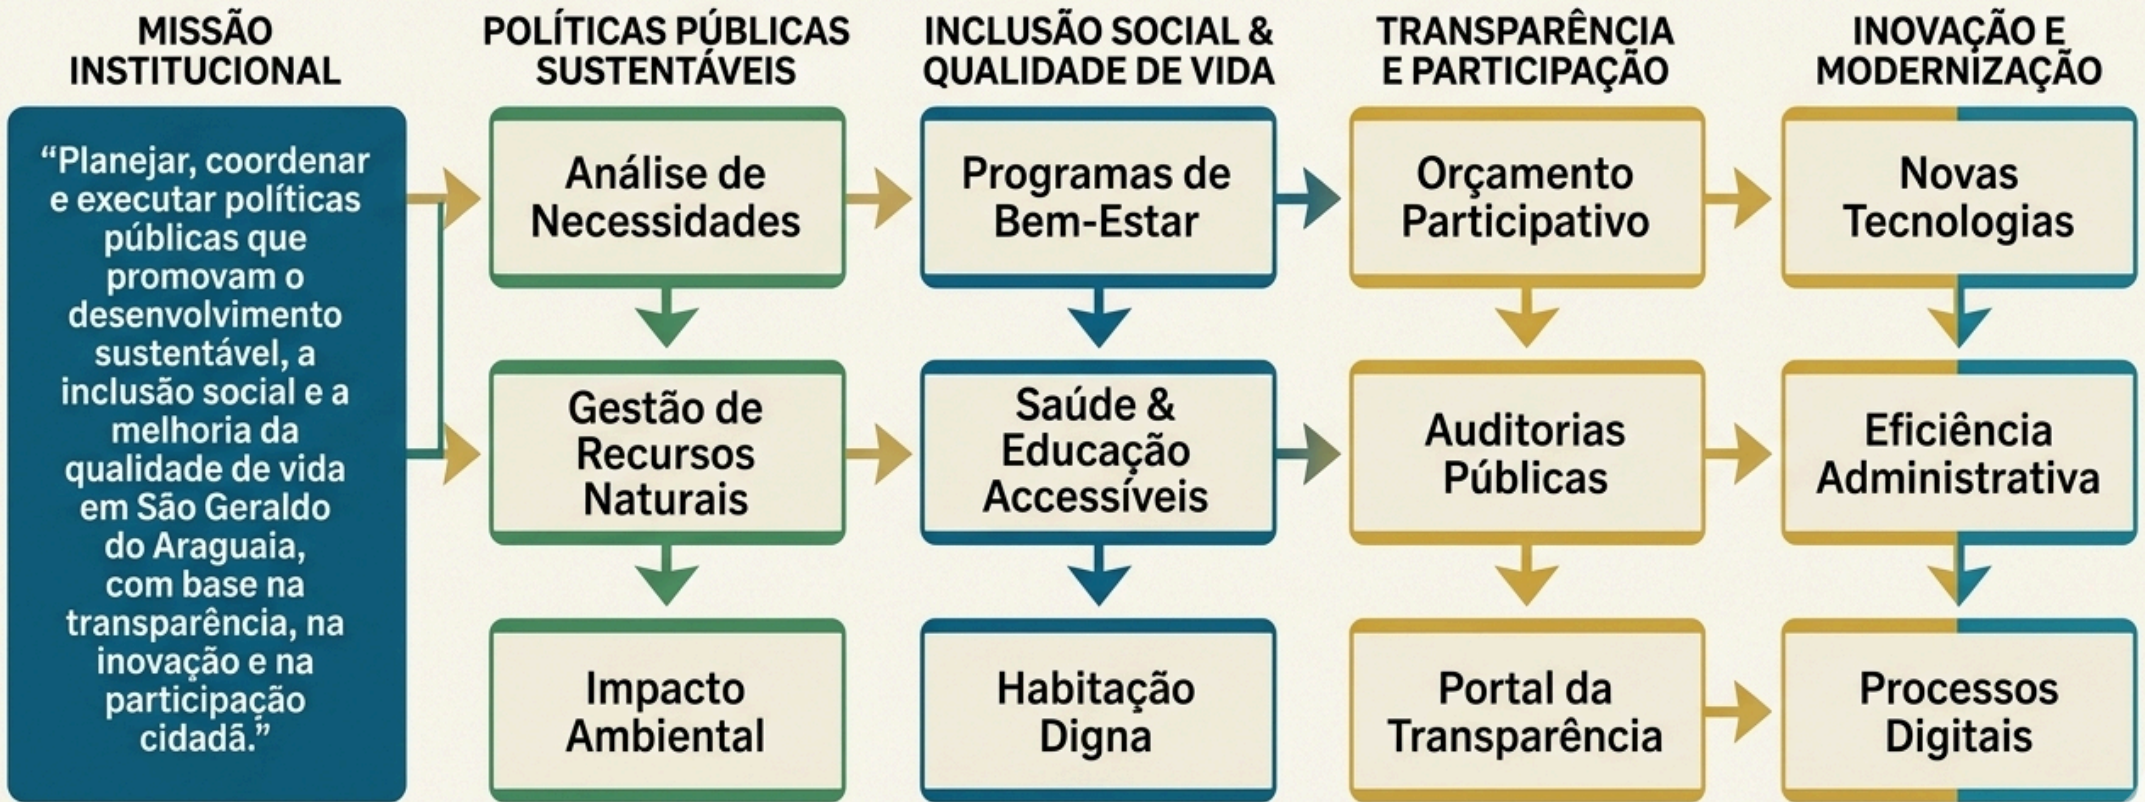 MISSÃO
INSTITUCIONAL
“Planejar, coordenar
e executar políticas
públicas que
promovam o
desenvolvimento
sustentável, a
inclusão social e a
melhoria da
qualidade de vida
em São Geraldo
do Araguaia,
com base na
transparência, na
inovação e na
participação
cidadã.”
POLÍTICAS PÚBLICAS
SUSTENTÁVEIS
Análise de
Necessidades
Gestão de
Recursos
Naturais
Impacto
Ambiental
INCLUSÃO SOCIAL &
QUALIDADE DE VIDA
Programas de
Bem-Estar
Saúde &
Educação
Accessíveis
Habitação
Digna
TRANSPARÊNCIA
E PARTICIPAÇÃO
Orçamento
Participativo
Auditorias
Públicas
Portal da
Transparência
INOVAÇÃO E
MODERNIZAÇÃO
Novas
Tecnologias
Eficiência
Administrativa
Processos
Digitais